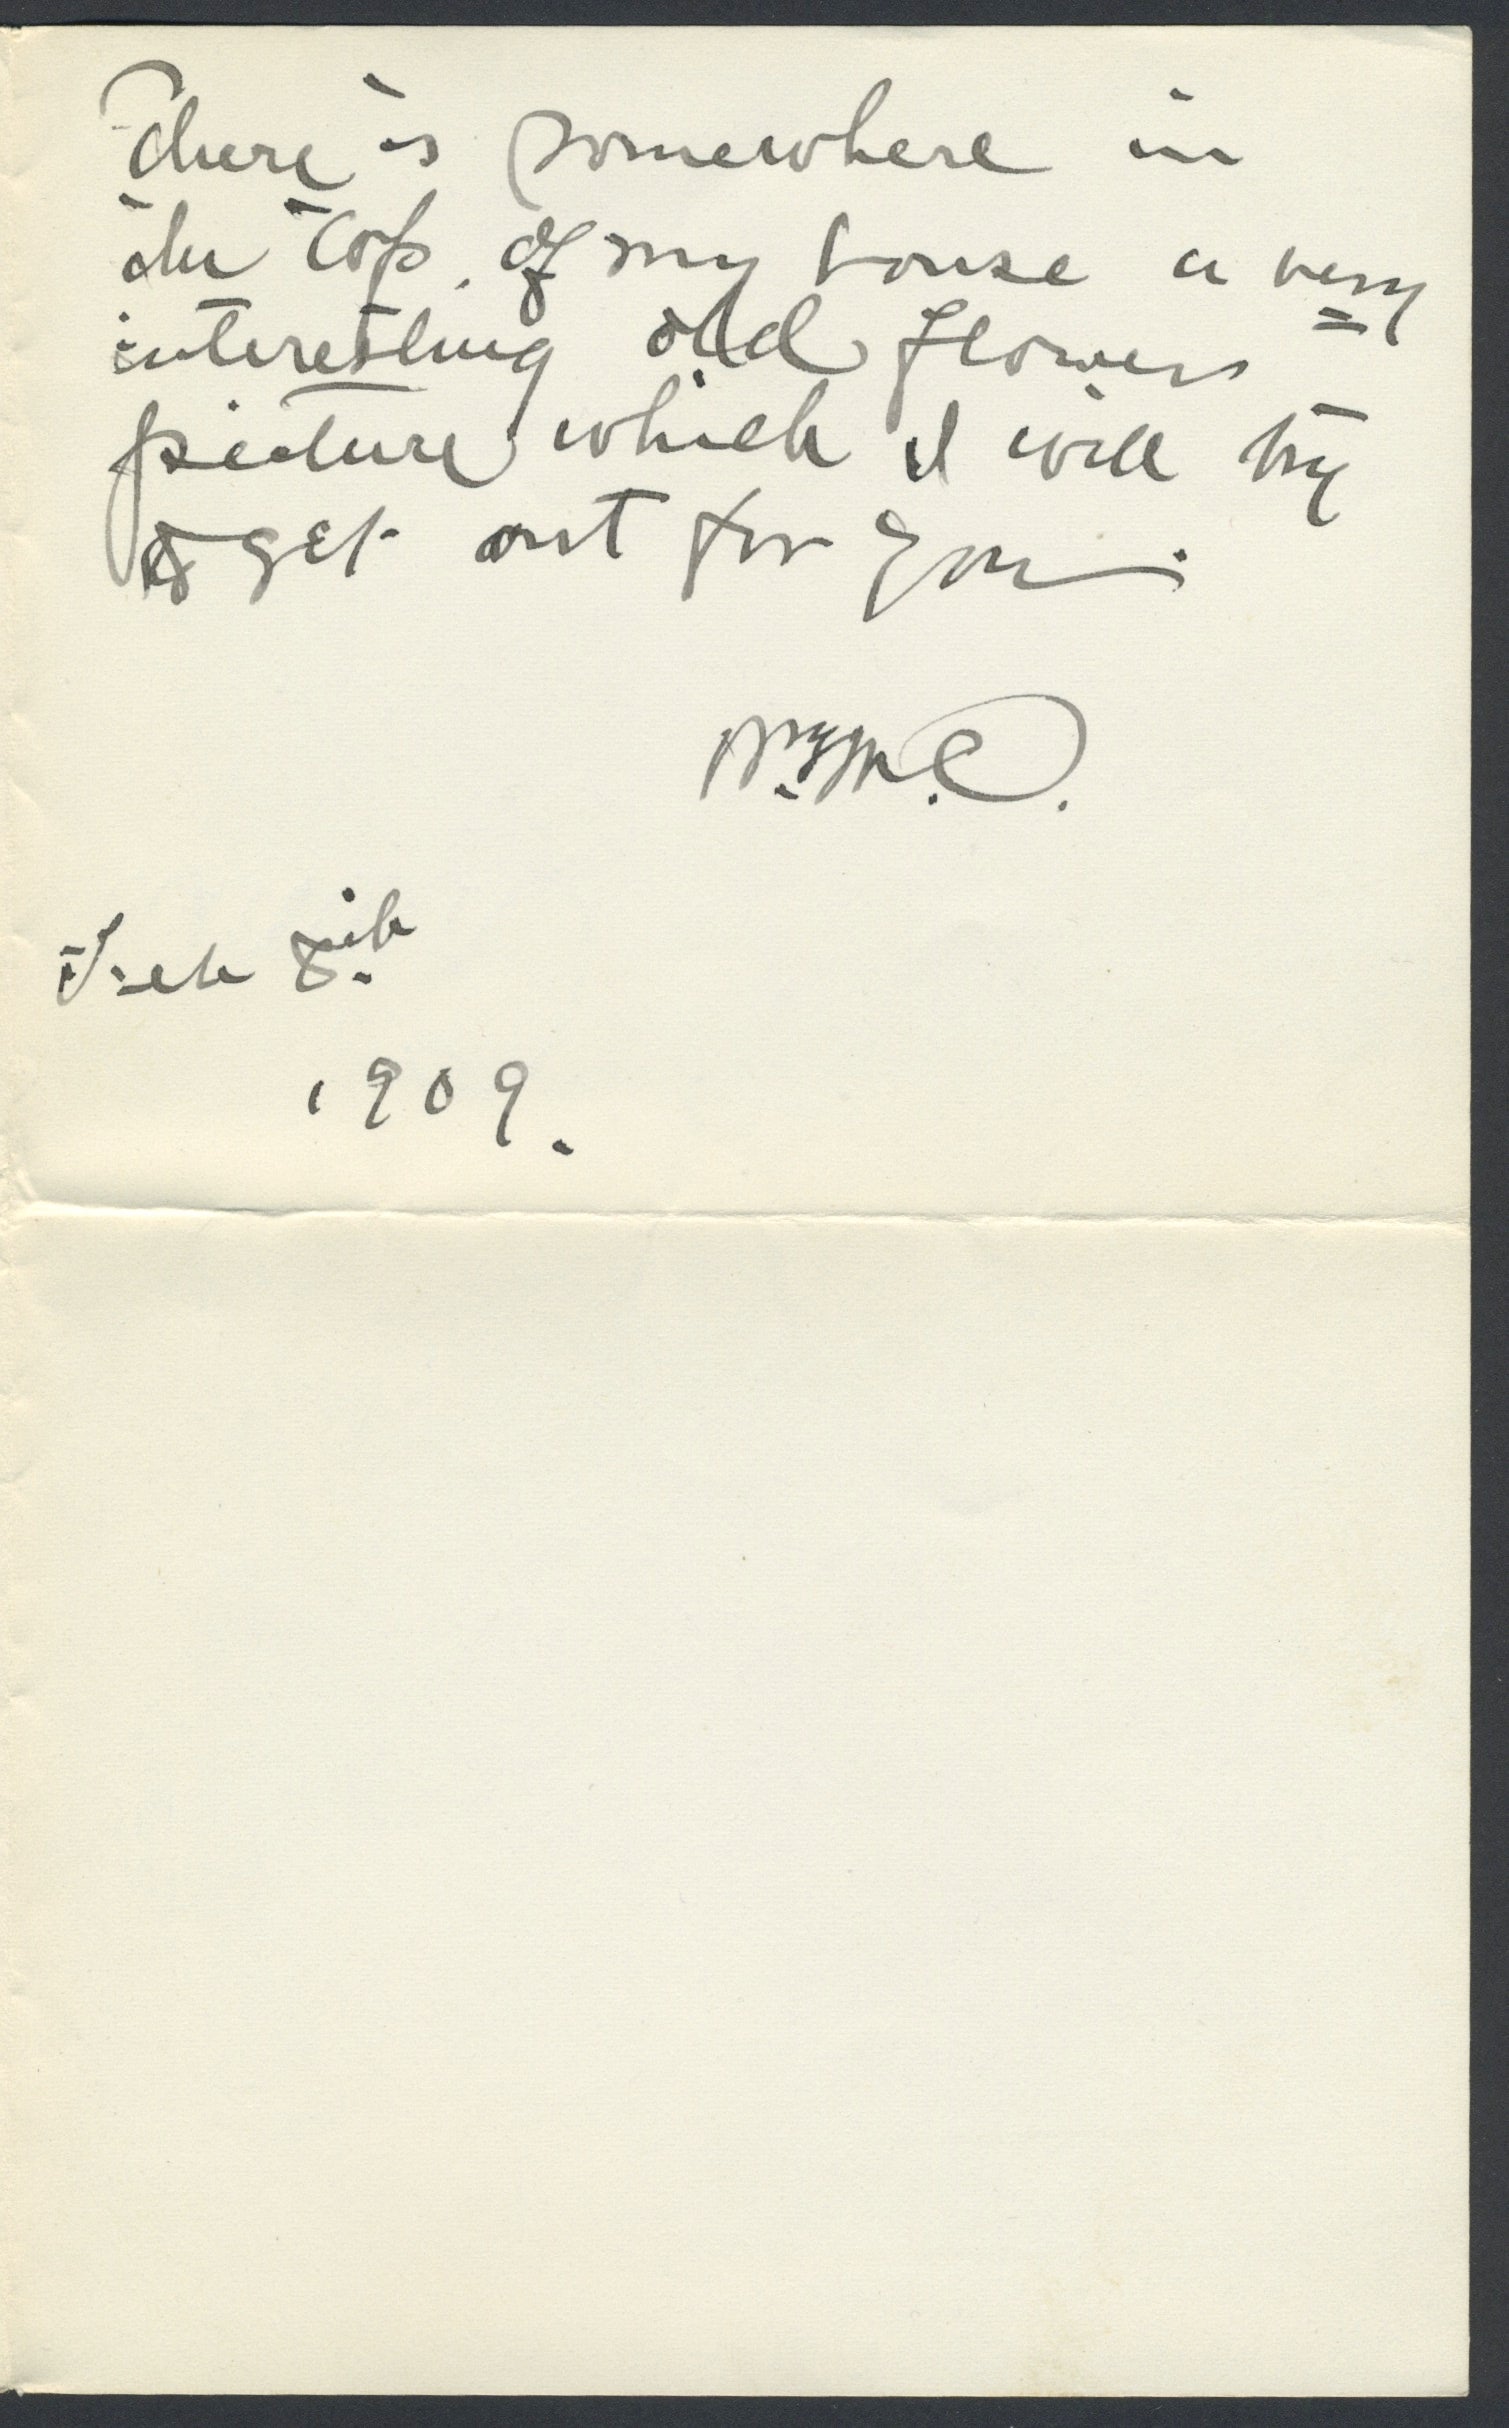 There is somewhere in
the top of my house a very
interesting old flower
picture which I will try
& get out for you.
Wm M. C.
Feb 8th.
1909.